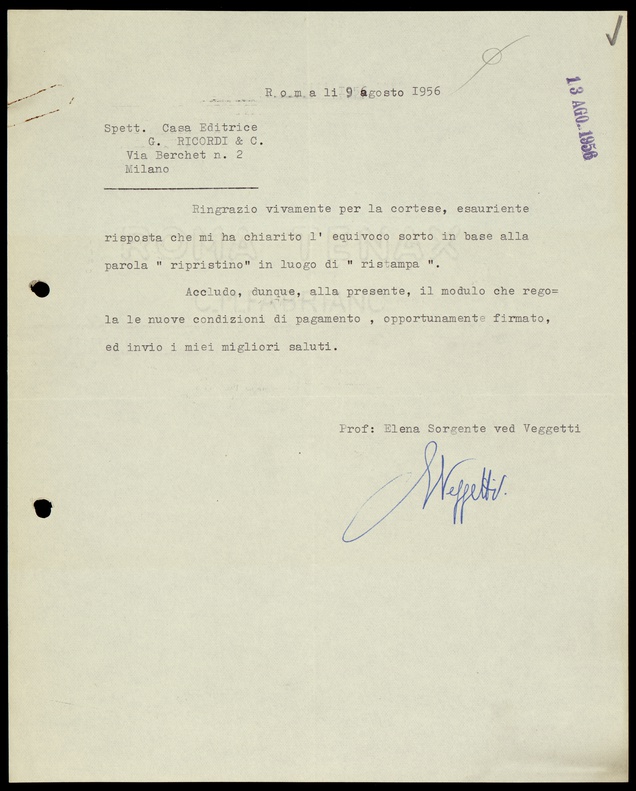 R o m a li 9 agosto 1956
13 AGO. 1956
Spett. Casa Editrice
G. RICORDI & C.
Via Berchet n. 2
Milano
Ringrazio vivamente per la cortese, esauriente
risposta che mi ha chiarito l' equivoco sorto in base alla
parola " ripristino" in luogo di " ristampa ".
Accludo, dunque, alla presente, il modulo che rego=
la le nuove condizioni di pagamento , opportunamente firmato,
ed invio i miei migliori saluti.
Prof: Elena Sorgente ved Veggetti
EVeggetti.